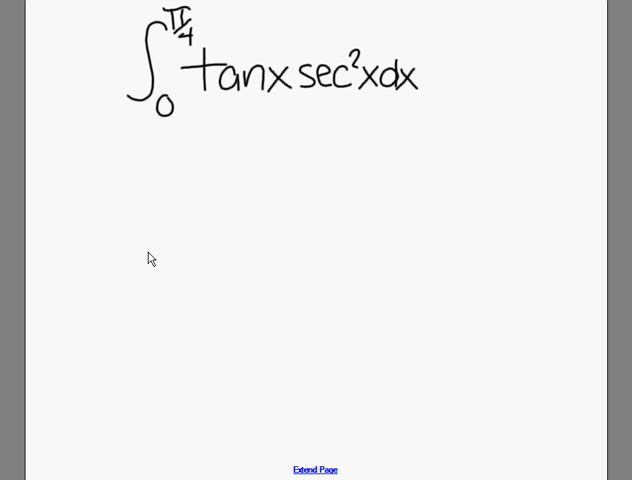 ∫₀^(π/4) tanx sec²xdx
Extend Page